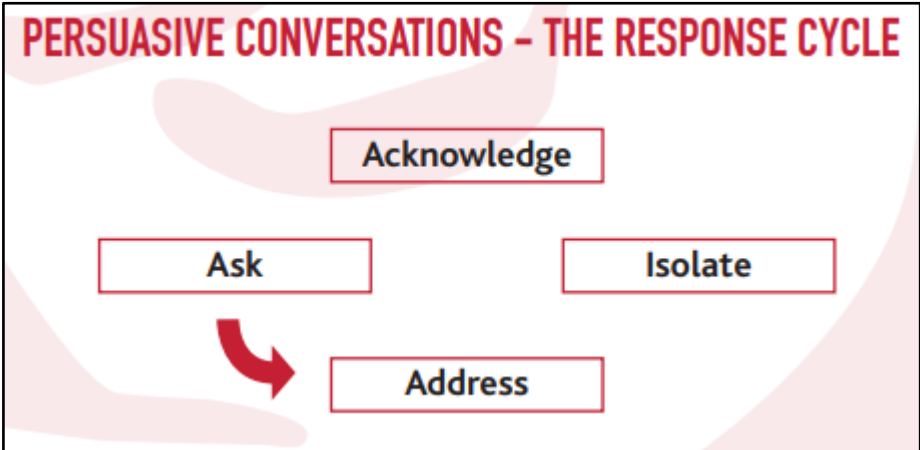 PERSUASIVE CONVERSATIONS – THE RESPONSE CYCLE
Acknowledge
Ask
Isolate
Address